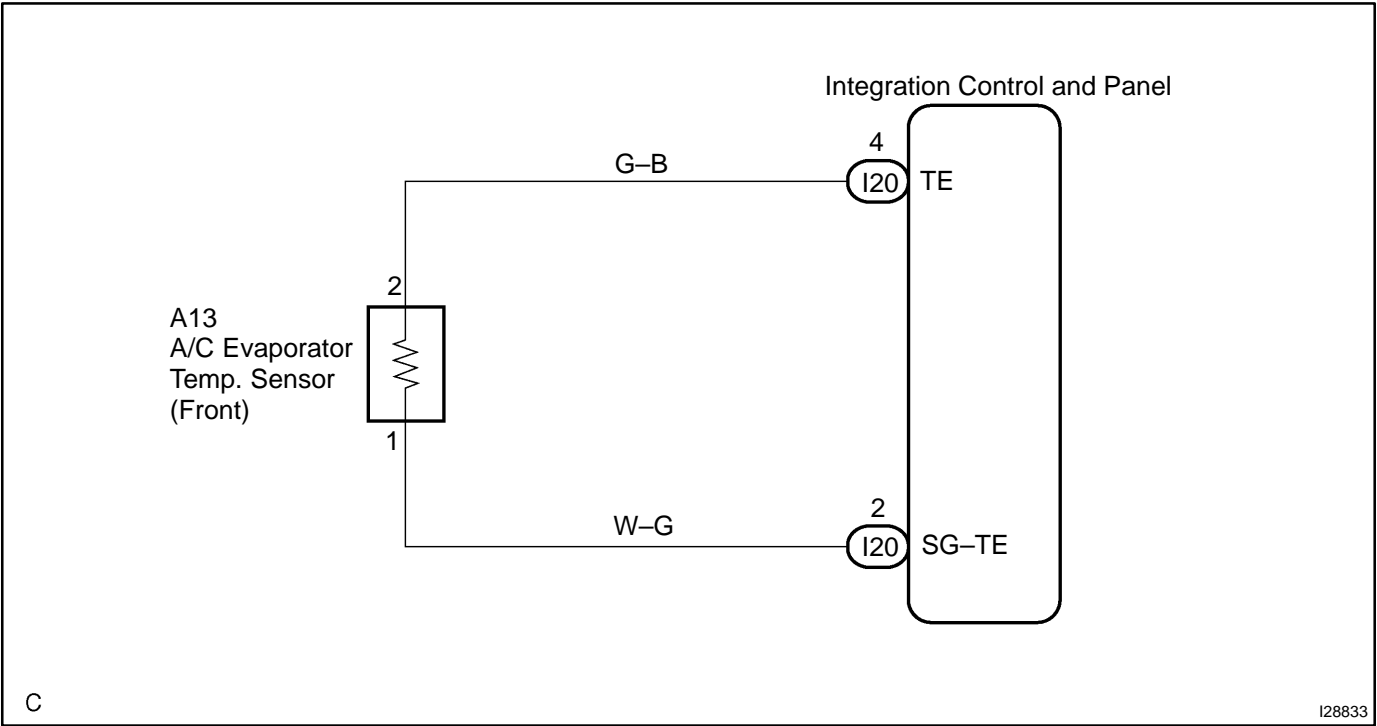 Integration Control and Panel
4
G–B
I20
TE
2
A13
A/C Evaporator
Temp. Sensor
(Front)
1
2
W–G
I20
SG–TE
C
I28833